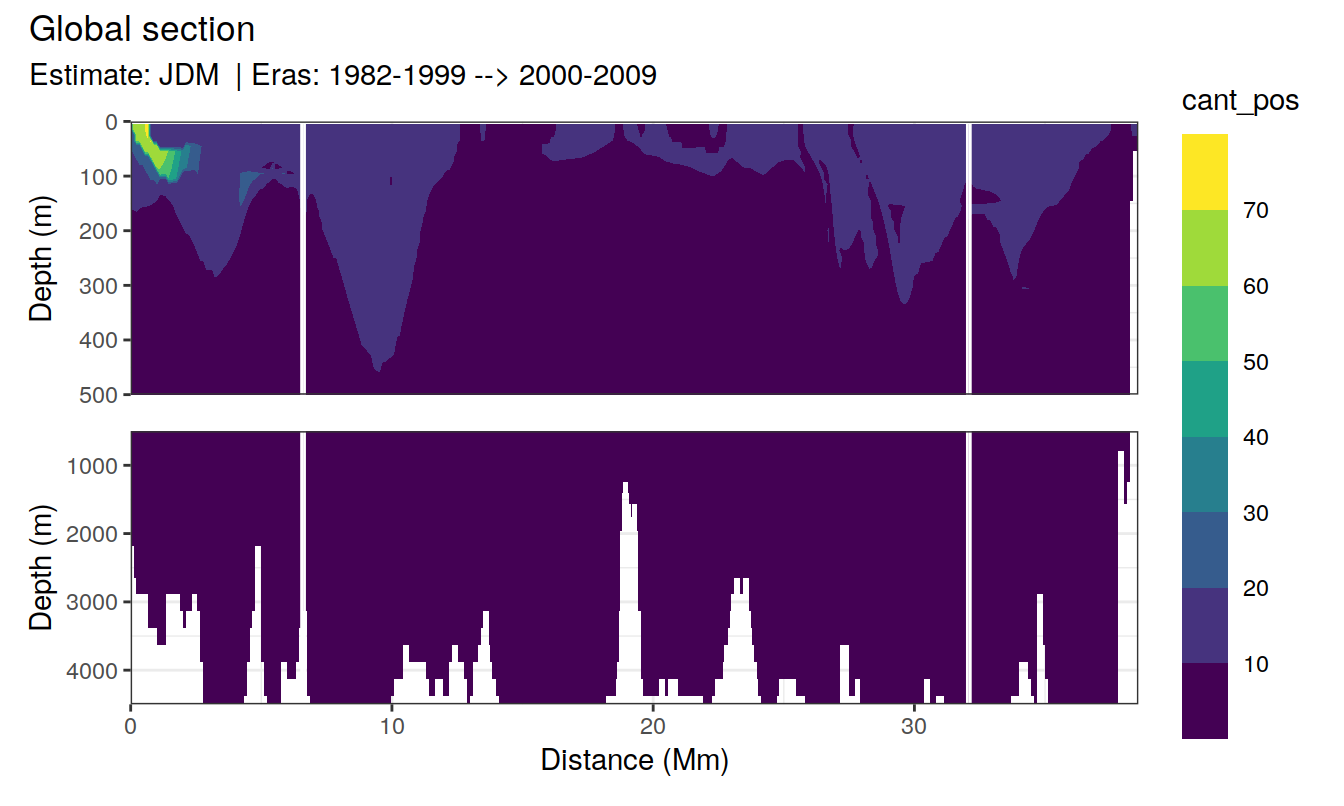 Global section
Estimate: JDM | Eras: 1982-1999 --> 2000-2009
cant_pos
70
60
50
40
30
20
10
Depth (m)
0
100
200
300
400
500
Depth (m)
1000
2000
3000
4000
0 10 20 30
Distance (Mm)